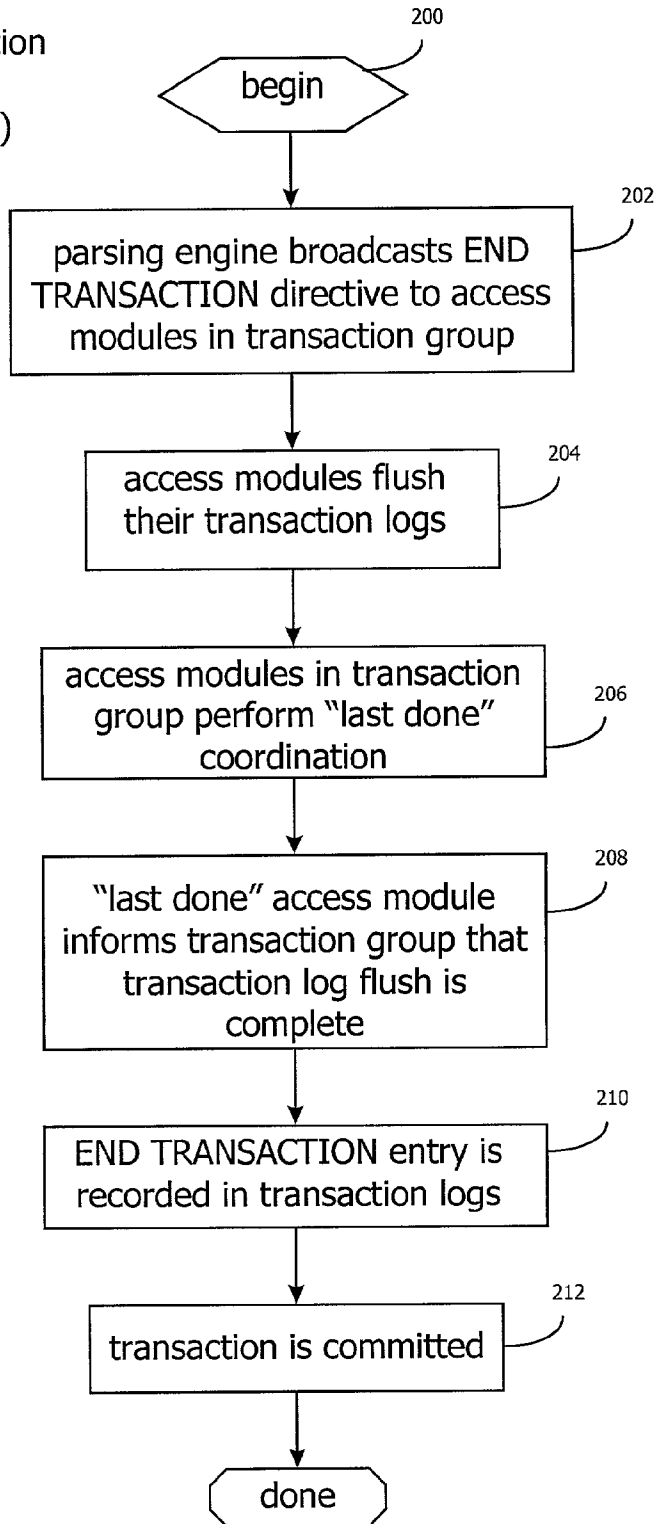 tion
)
200
begin
202
parsing engine broadcasts END
TRANSACTION directive to access
modules in transaction group
204
access modules flush
their transaction logs
206
access modules in transaction
group perform “last done”
coordination
208
“last done” access module
informs transaction group that
transaction log flush is
complete
210
END TRANSACTION entry is
recorded in transaction logs
212
transaction is committed
done